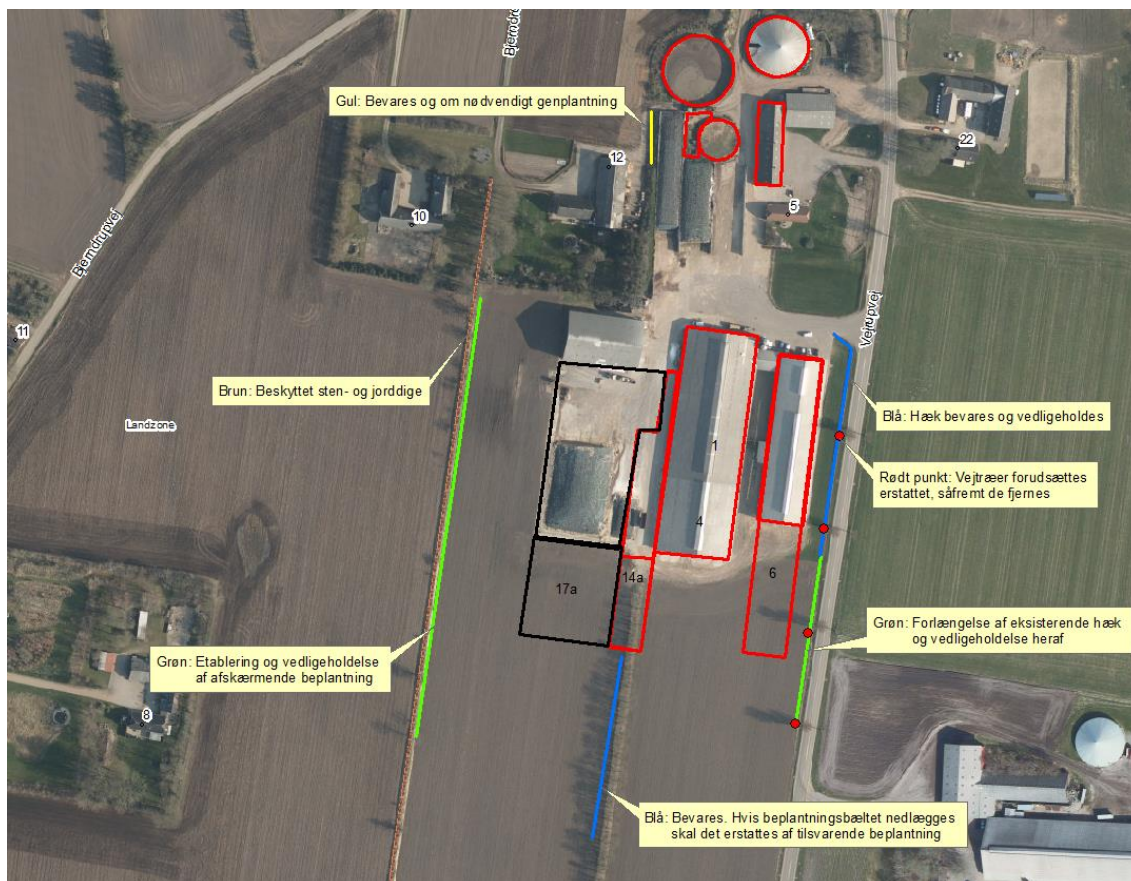 Bjerndru
Gul: Bevares og om nødvendigt genplantning
12
22
10
5
Bjerndrupvej
11
Vejrupvej
Brun: Beskyttet sten- og jorddige
Landzone
Blå: Hæk bevares og vedligeholdes
1
Rødt punkt: Vejtræer forudsættes
erstattet, såfremt de fjernes
4
14a
6
17a
Grøn: Forlængelse af eksisterende hæk
og vedligeholdelse heraf
Grøn: Etablering og vedligeholdelse
af afskærmende beplantning
8
Blå: Bevares. Hvis beplantningsbæltet nedlægges
skal det erstattes af tilsvarende beplantning